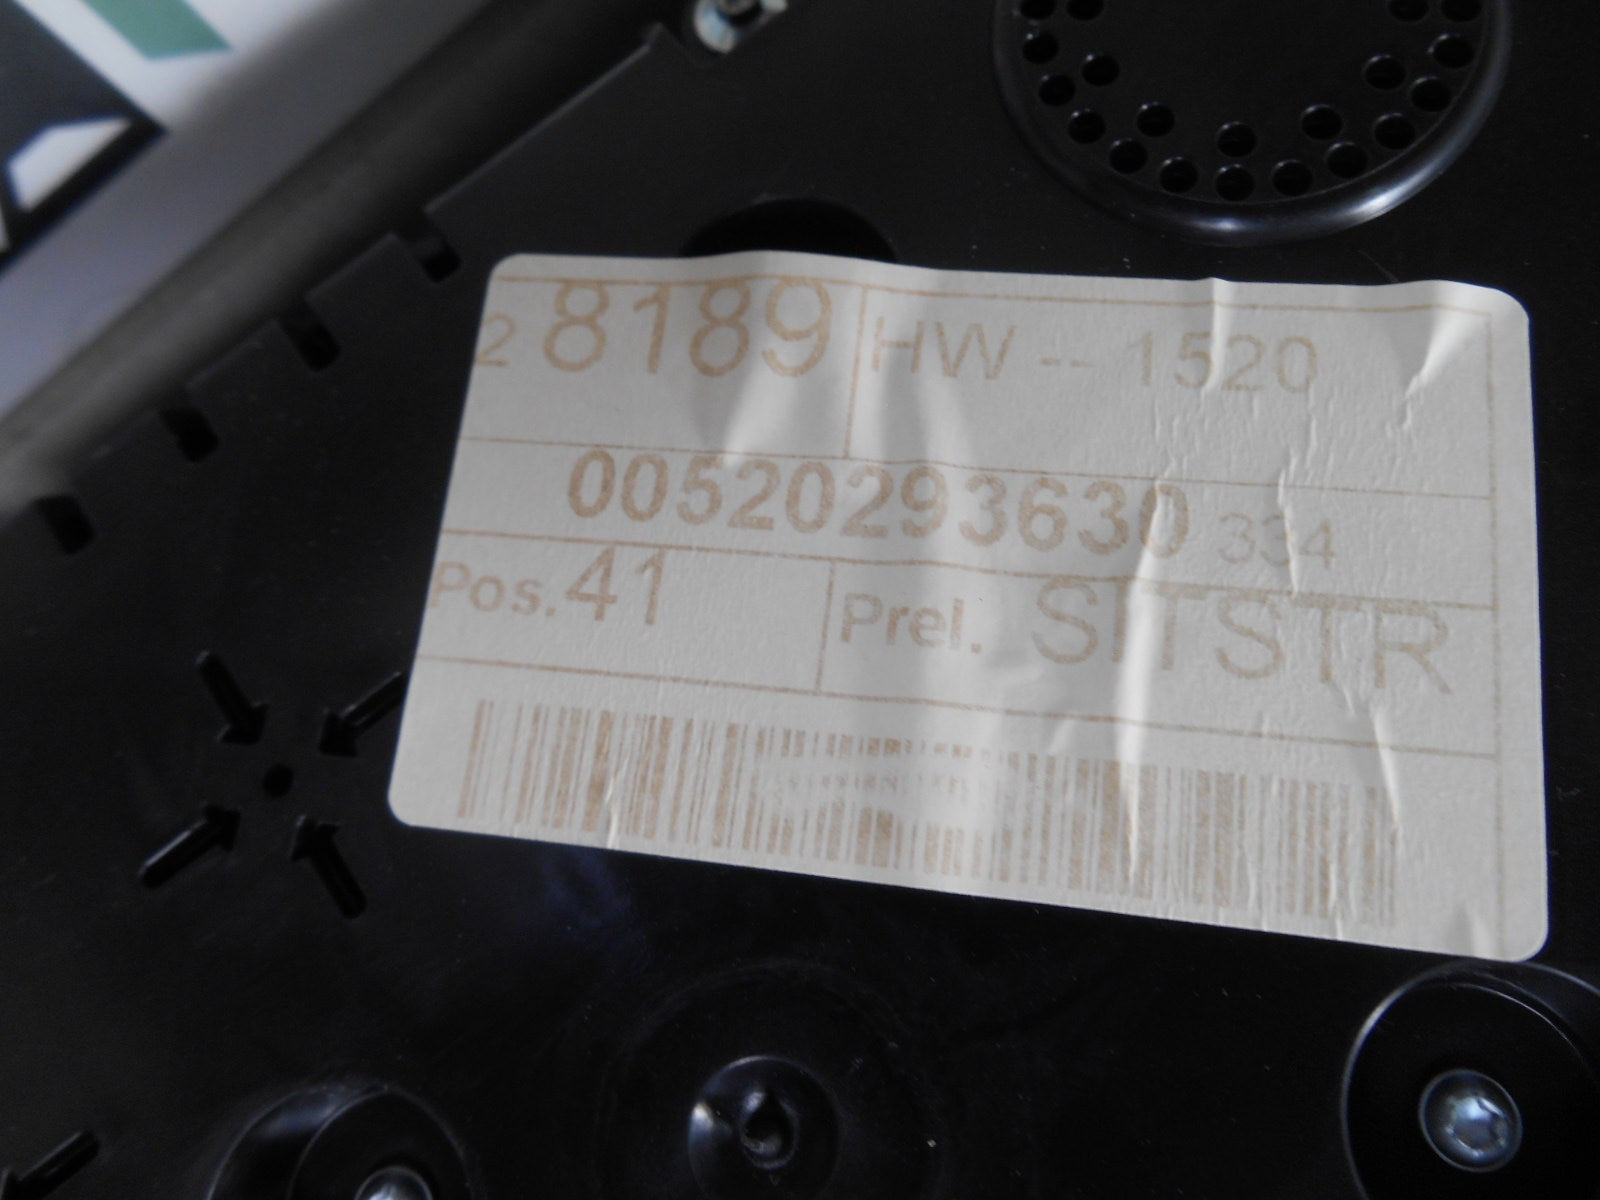 2 8189 HW -- 1520
00520293630 334
Pos. 41 Prel. SITSTR